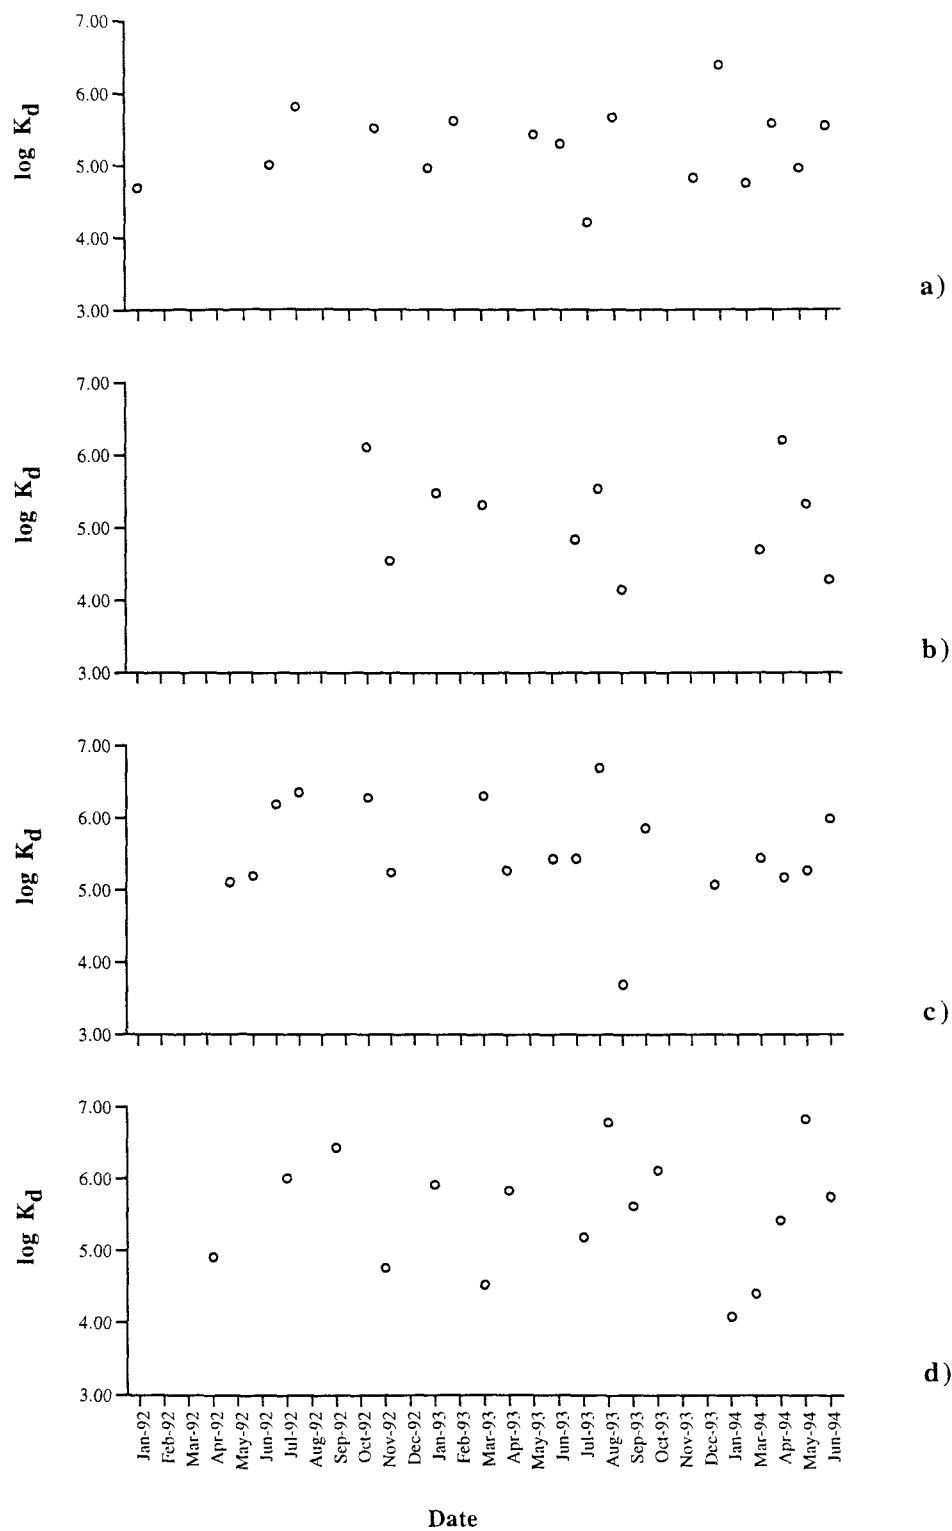 7.00
6.00
5.00
4.00
3.00
log Kd
a)
7.00
6.00
5.00
4.00
3.00
log Kd
b)
7.00
6.00
5.00
4.00
3.00
log Kd
c)
7.00
6.00
5.00
4.00
3.00
log Kd
d)
Jan-92
Feb-92
Mar-92
Apr-92
May-92
Jun-92
Jul-92
Aug-92
Sep-92
Oct-92
Nov-92
Dec-92
Jan-93
Feb-93
Mar-93
Apr-93
May-93
Jun-93
Jul-93
Aug-93
Sep-93
Oct-93
Nov-93
Dec-93
Jan-94
Mar-94
Apr-94
May-94
Jun-94
Date